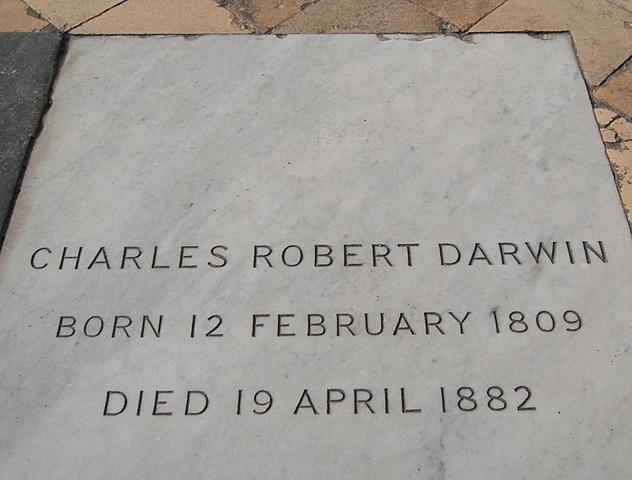 CHARLES ROBERT DARWIN
BORN 12 FEBRUARY 1809
DIED 19 APRIL 1882